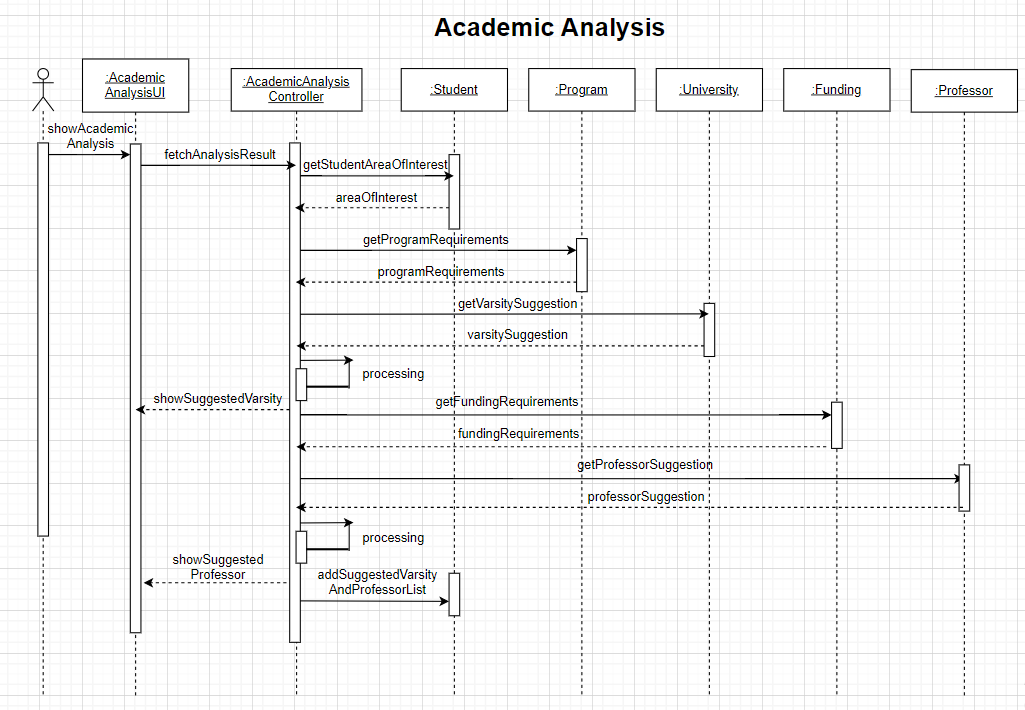 Academic Analysis
:Academic
AnalysisUI
:AcademicAnalysis
Controller
:Student
:Program
:University
:Funding
:Professor
showAcademic
Analysis
fetchAnalysisResult
getStudentAreaOfInterest
areaOfInterest
getProgramRequirements
programRequirements
getVarsitySuggestion
varsitySuggestion
processing
showSuggestedVarsity
getFundingRequirements
fundingRequirements
getProfessorSuggestion
professorSuggestion
processing
showSuggested
Professor
addSuggestedVarsity
AndProfessorList